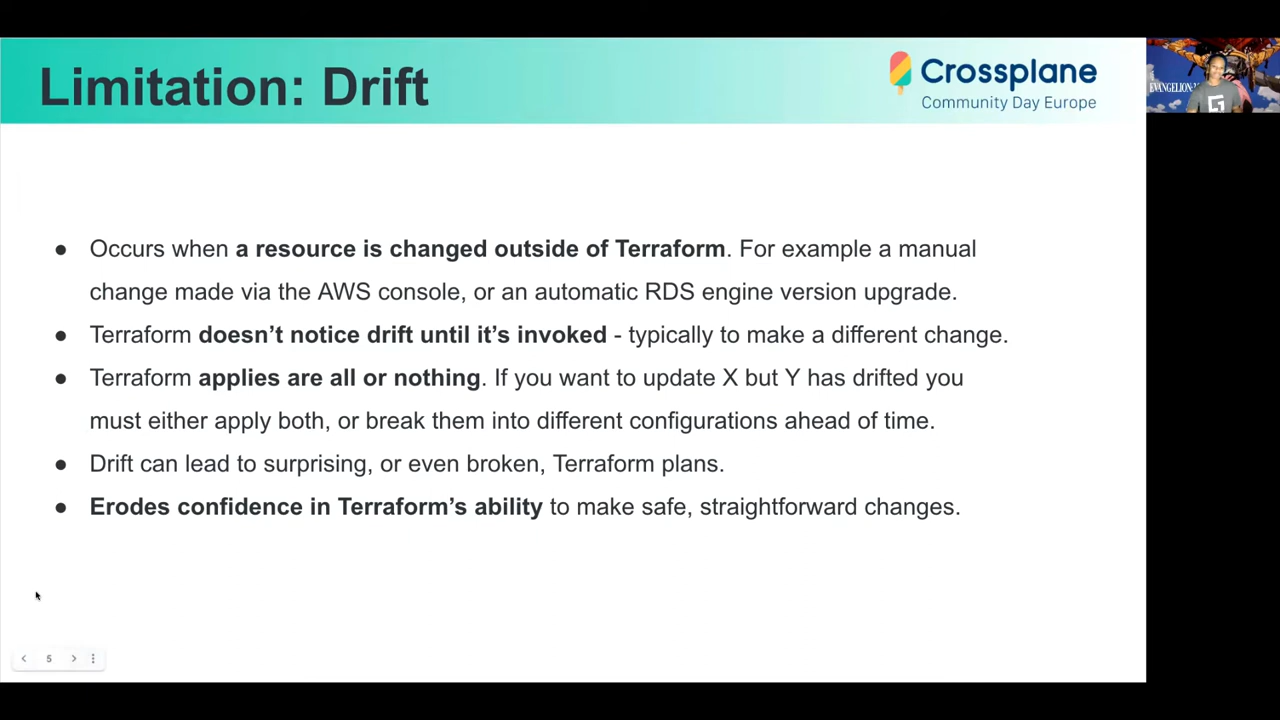 Limitation: Drift
Crossplane
Community Day Europe
EVANGELION
● Occurs when a resource is changed outside of Terraform. For example a manual
change made via the AWS console, or an automatic RDS engine version upgrade.
● Terraform doesn’t notice drift until it’s invoked - typically to make a different change.
● Terraform applies are all or nothing. If you want to update X but Y has drifted you
must either apply both, or break them into different configurations ahead of time.
● Drift can lead to surprising, or even broken, Terraform plans.
● Erodes confidence in Terraform’s ability to make safe, straightforward changes.
5